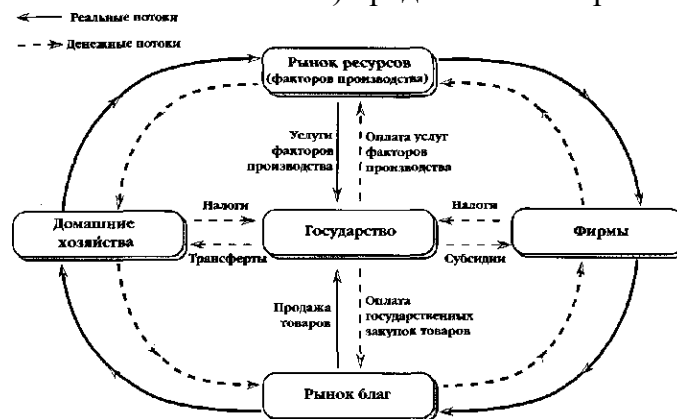 Реальные потоки
Денежные потоки
Рынок ресурсов
(факторов производства)
Услуги
факторов
производства
Оплата услуг
факторов
производства
Налоги
Налоги
Домашние
хозяйства
Государство
Фирмы
Трансферты
Субсидии
Продажа
товаров
Оплата
государственных
закупок товаров
Рынок благ